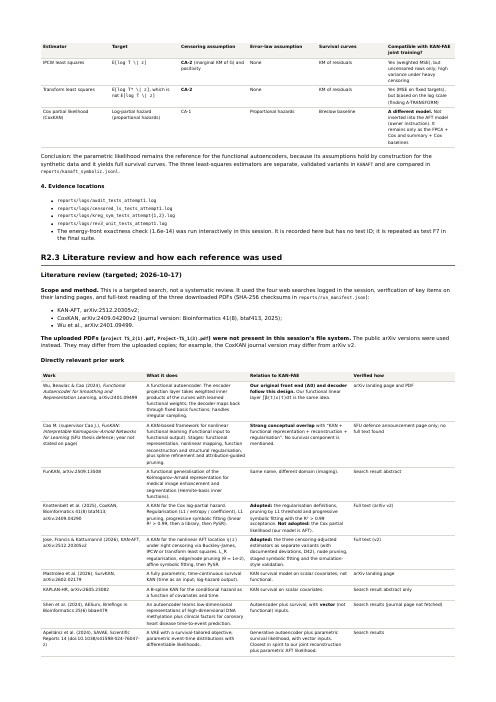 Estimator Target Censoring assumption Error-law assumption Survival curves Compatible with KAN-FAE joint training?
IPCW least squares E[log T \| z] CA-2 (marginal KM of G) and positivity None KM of residuals Yes (weighted MSE), but uncensored rows only; high variance under heavy censoring
Transform least squares E[log T* \| z], which is not E[log T \| z] CA-2 None KM of residuals Yes (MSE on fixed targets), but biased on the log scale (finding A-TRANSFORM)
Cox partial likelihood (CoxKAN) Log-partial hazard (proportional hazards) CA-1 Proportional hazards Breslow baseline A different model. Not inserted into the AFT model (owner instruction). It remains only as the FPCA + Cox and summary + Cox baselines
Conclusion: the parametric likelihood remains the reference for the functional autoencoders, because its assumptions hold by construction for the
synthetic data and it yields full survival curves. The three least-squares estimators are separate, validated variants in KANAFT and are compared in
reports/kanaft_symbolic.jsonl.
4. Evidence locations
• reports/logs/audit_tests_attempt1.log
• reports/logs/censored_ls_tests_attempt1.log
• reports/logs/kreg_sym_tests_attempt{1,2}.log
• reports/logs/rev2_unit_tests_attempt1.log
• The energy-front exactness check (1.6e-14) was run interactively in this session. It is recorded here but has no test ID; it is repeated as test F7 in
the final suite.
R2.3 Literature review and how each reference was used
Literature review (targeted; 2026-10-17)
Scope and method. This is a targeted search, not a systematic review. It used the four web searches logged in the session, verification of key items on
their landing pages, and full-text reading of the three downloaded PDFs (SHA-256 checksums in reports/run_manifest.json):
• KAN-AFT, arXiv:2512.20305v2;
• CoxKAN, arXiv:2409.04290v2 (journal version: Bioinformatics 41(8), btaf413, 2025);
• Wu et al., arXiv:2401.09499.
The uploaded PDFs (project TS_2(1).pdf, Project-TS_1(3).pdf) were not present in this session's file system. The public arXiv versions were used
instead. They may differ from the uploaded copies; for example, the CoxKAN journal version may differ from arXiv v2.
Directly relevant prior work
Work What it does Relation to KAN-FAE Verified how
Wu, Beaulac & Cao (2024), Functional Autoencoder for Smoothing and Representation Learning, arXiv:2401.09499 A functional autoencoder. The encoder projection layer takes weighted inner products of the curves with learned functional weights; the decoder maps back through fixed basis functions; handles irregular sampling. Our original front end (A0) and decoder follow this design. Our functional linear layer ∫β(t)x(t)dt is the same idea. arXiv landing page and PDF
Cao M. (supervisor Cao J.), FunKAN: Interpretable Kolmogorov-Arnold Networks for Functional Learning (SFU thesis defence; year not stated on page) A KAN-based framework for nonlinear functional learning (functional input to functional output). Stages: functional representation, nonlinear mapping, function reconstruction and structural regularisation, plus spline refinement and attribution-guided pruning. Strong conceptual overlap with "KAN + functional representation + reconstruction + regularisation". No survival component is mentioned. SFU defence announcement page only; no full text found
FunKAN, arXiv:2509.13508 A functional generalisation of the Kolmogorov-Arnold representation for medical image enhancement and segmentation (Hermite-basis inner functions). Same name, different domain (imaging). Search result abstract
Knottenbelt et al. (2025), CoxKAN, Bioinformatics 41(8) btaf413; arXiv:2409.04290 A KAN for the Cox log-partial hazard. Regularisation (L1 / entropy / coefficient), L1 pruning, progressive symbolic fitting (linear R² > 0.99, then a library, then PySR). Adopted: the regularisation densities, pruning by L1 threshold and progressive symbolic fitting with the R² > 0.99 acceptance. Not adopted: the Cox partial likelihood (our model is AFT). Full text (arXiv v2)
Jose, Francis & Kattumannil (2026), KAN-AFT, arXiv:2512.20305v2 A KAN for the nonlinear AFT location η(z) under right censoring via Buckley-James, IPCW or transform least squares. L_R regularisation, edge/node pruning (θ = 1e-2), affine symbolic fitting, then PySR. Adopted: the three censoring-adjusted estimators as separate variants (with documented deviations, D42), node pruning, staged symbolic fitting and the simulation-style validation. Full text (v2)
Mastroleo et al. (2026), SurvKAN, arXiv:2602.02179 A fully parametric, time-continuous survival KAN (time as an input; log-hazard output). KAN survival model on scalar covariates; not functional. arXiv landing page
KAPLAN-HR, arXiv:2605.23082 A B-spline KAN for the conditional hazard as a function of covariates and time. KAN survival on scalar covariates. Search result abstract only
Shen et al. (2024), AESurv, Briefings in Bioinformatics 25(6) bbae479 An autoencoder learns low-dimensional representations of high-dimensional DNA methylation plus clinical factors for coronary heart disease time-to-event prediction. Autoencoder plus survival, with vector (not functional) inputs. Search results (journal page not fetched)
Apellániz et al. (2024), SAVAE, Scientific Reports 14 (doi:10.1038/s41598-024-76047-2) A VAE with a survival-tailored objective, parametric event-time distributions with differentiable likelihoods. Generative autoencoder plus parametric survival likelihood, with vector inputs. Closest in spirit to our joint reconstruction plus parametric AFT likelihood. Search results